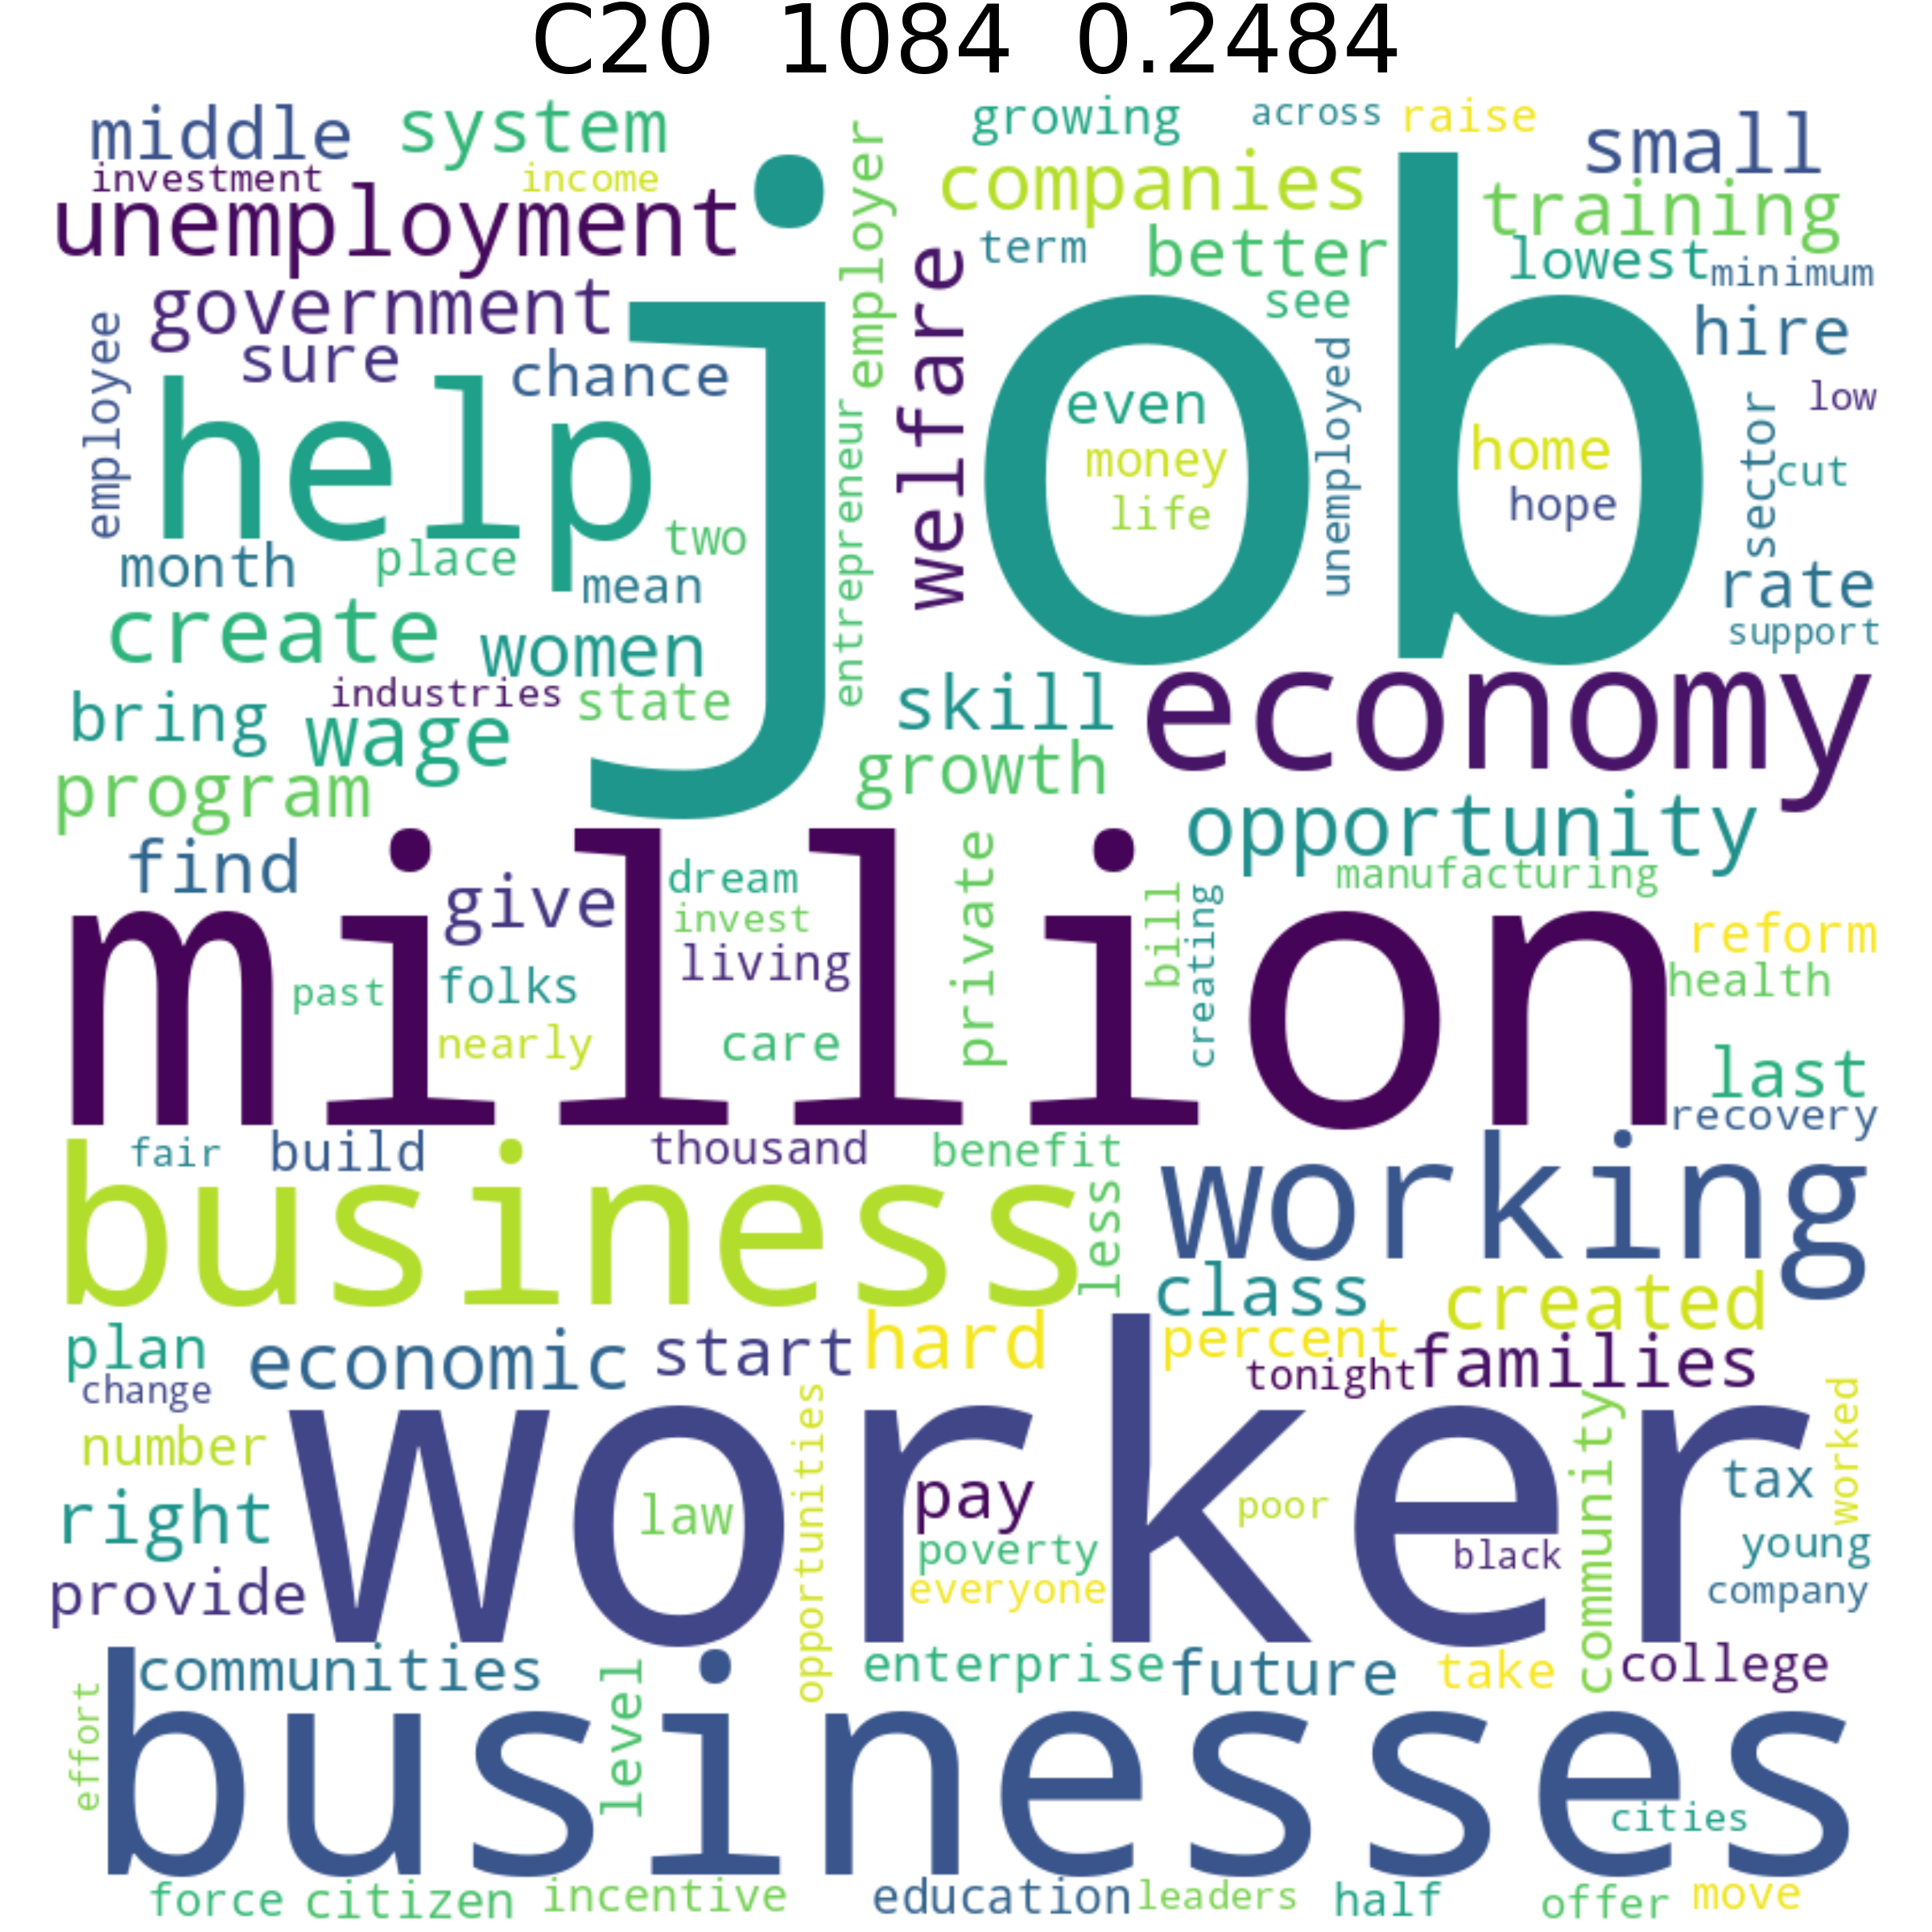 C20 1084 0.2484
middle system growing across raise small
investment income employer companies training
unemployment term better lowest minimum
government welfare see hire
employee sure chance job even unemployed home low
help money hope sector cut
entrepreneur life
month place two mean rate
create women support
bring industries state skill economy
wage growth
program opportunity
find give dream private manufacturing
million invest bill creating reform
past folks living health
nearly care last
recovery
fair build thousand benefit working
business less
class created
plan economic start hard percent families
change tonight
number worker opportunities community worked
right law pay poor tax
poverty black young
provide everyone company
communities enterprise future take college
effort level
businesses cities
force citizen incentive education leaders half offer move